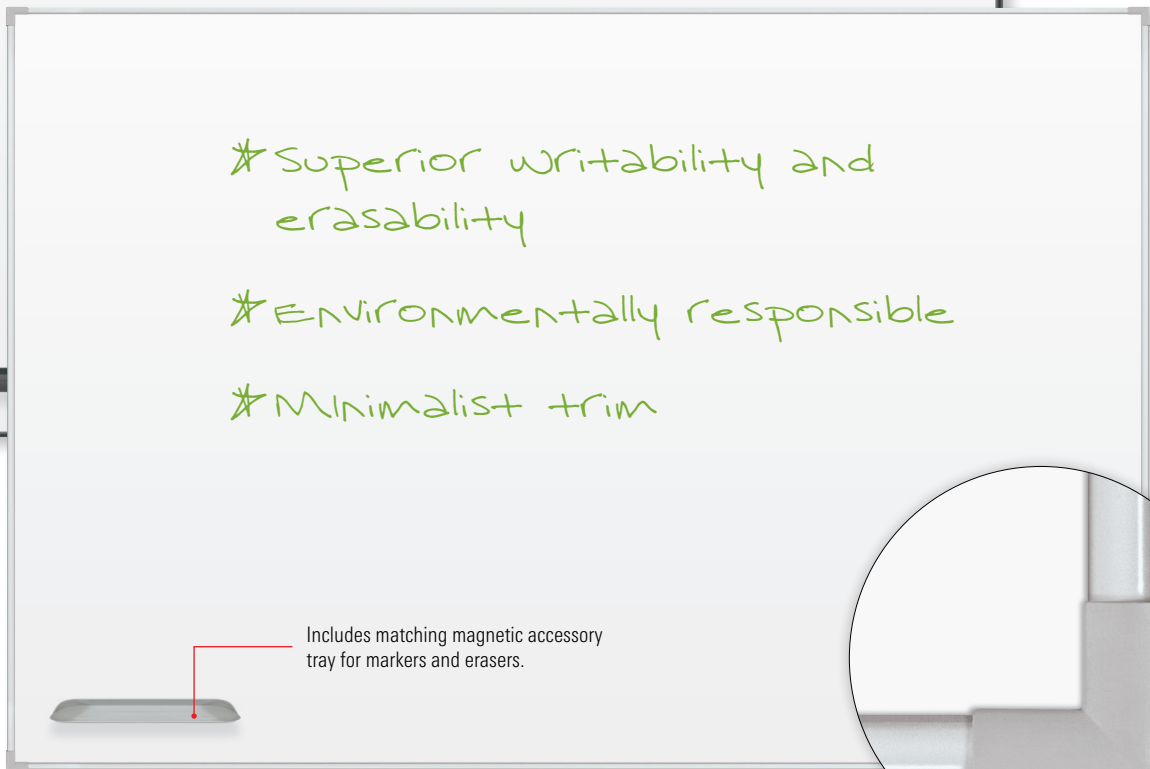 * Superior writability and
erasability
* Environmentally responsible
* Minimalist trim
Includes matching magnetic accessory
tray for markers and erasers.